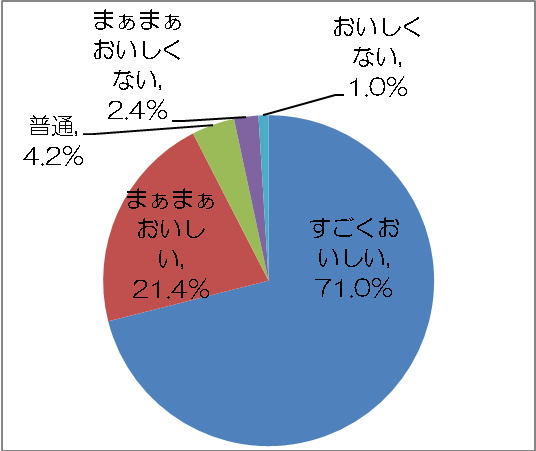 まぁまぁ
おいしく
ない,
2.4%
おいしく
ない,
1.0%
普通,
4.2%
まぁまぁ
おいし
い,
21.4%
すごくお
いしい,
71.0%